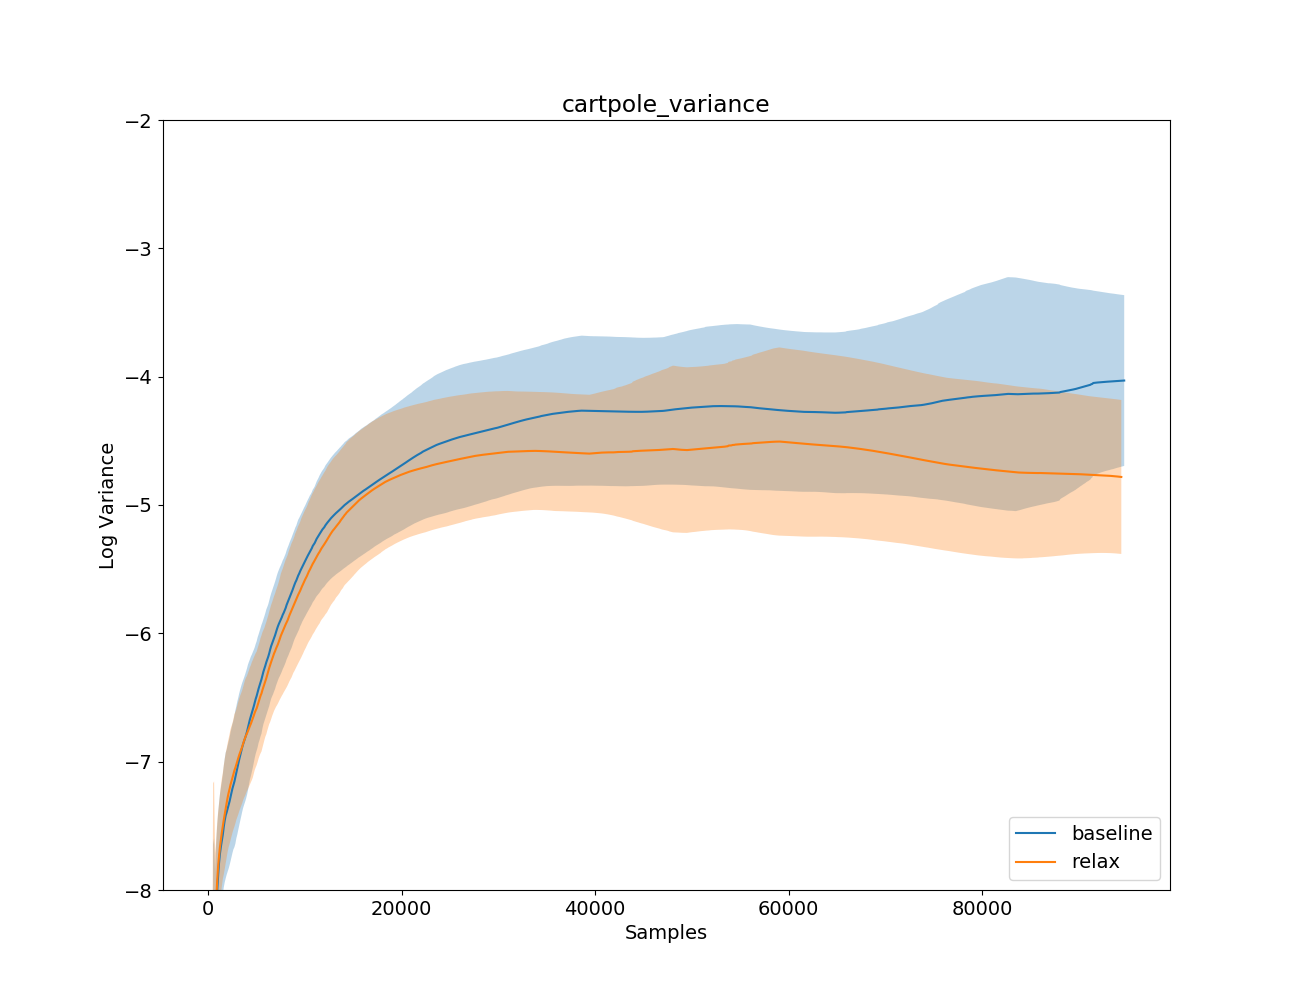 cartpole_variance
−2
−3
−4
−5
−6
−7
−8
Log Variance
0 20000 40000 60000 80000
Samples
baseline
relax